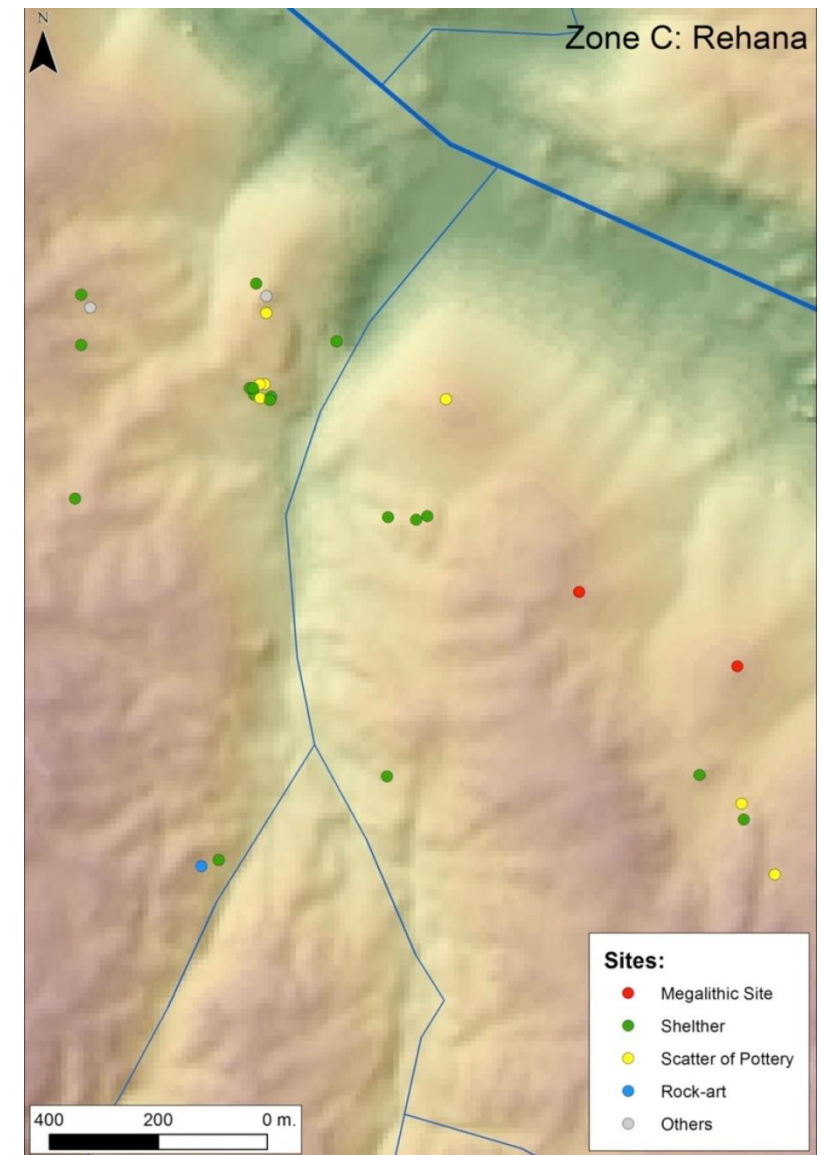 N
Zone C: Rehana
Sites:
Megalithic Site
Shelther
Scatter of Pottery
Rock-art
Others
400 200 0 m.